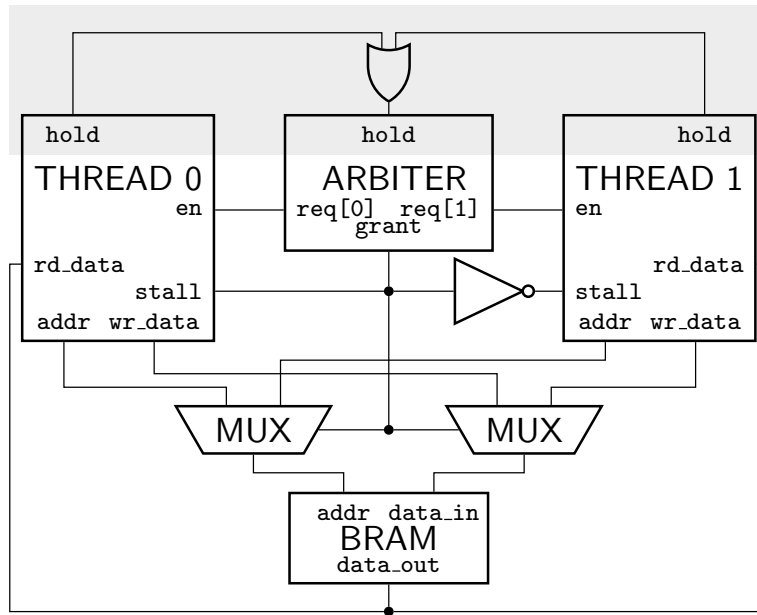 hold hold hold
THREAD 0 ARBITER THREAD 1
en req[0] req[1] en
grant
rd_data rd_data
stall stall
addr wr_data addr wr_data
MUX MUX
addr data_in
BRAM
data_out